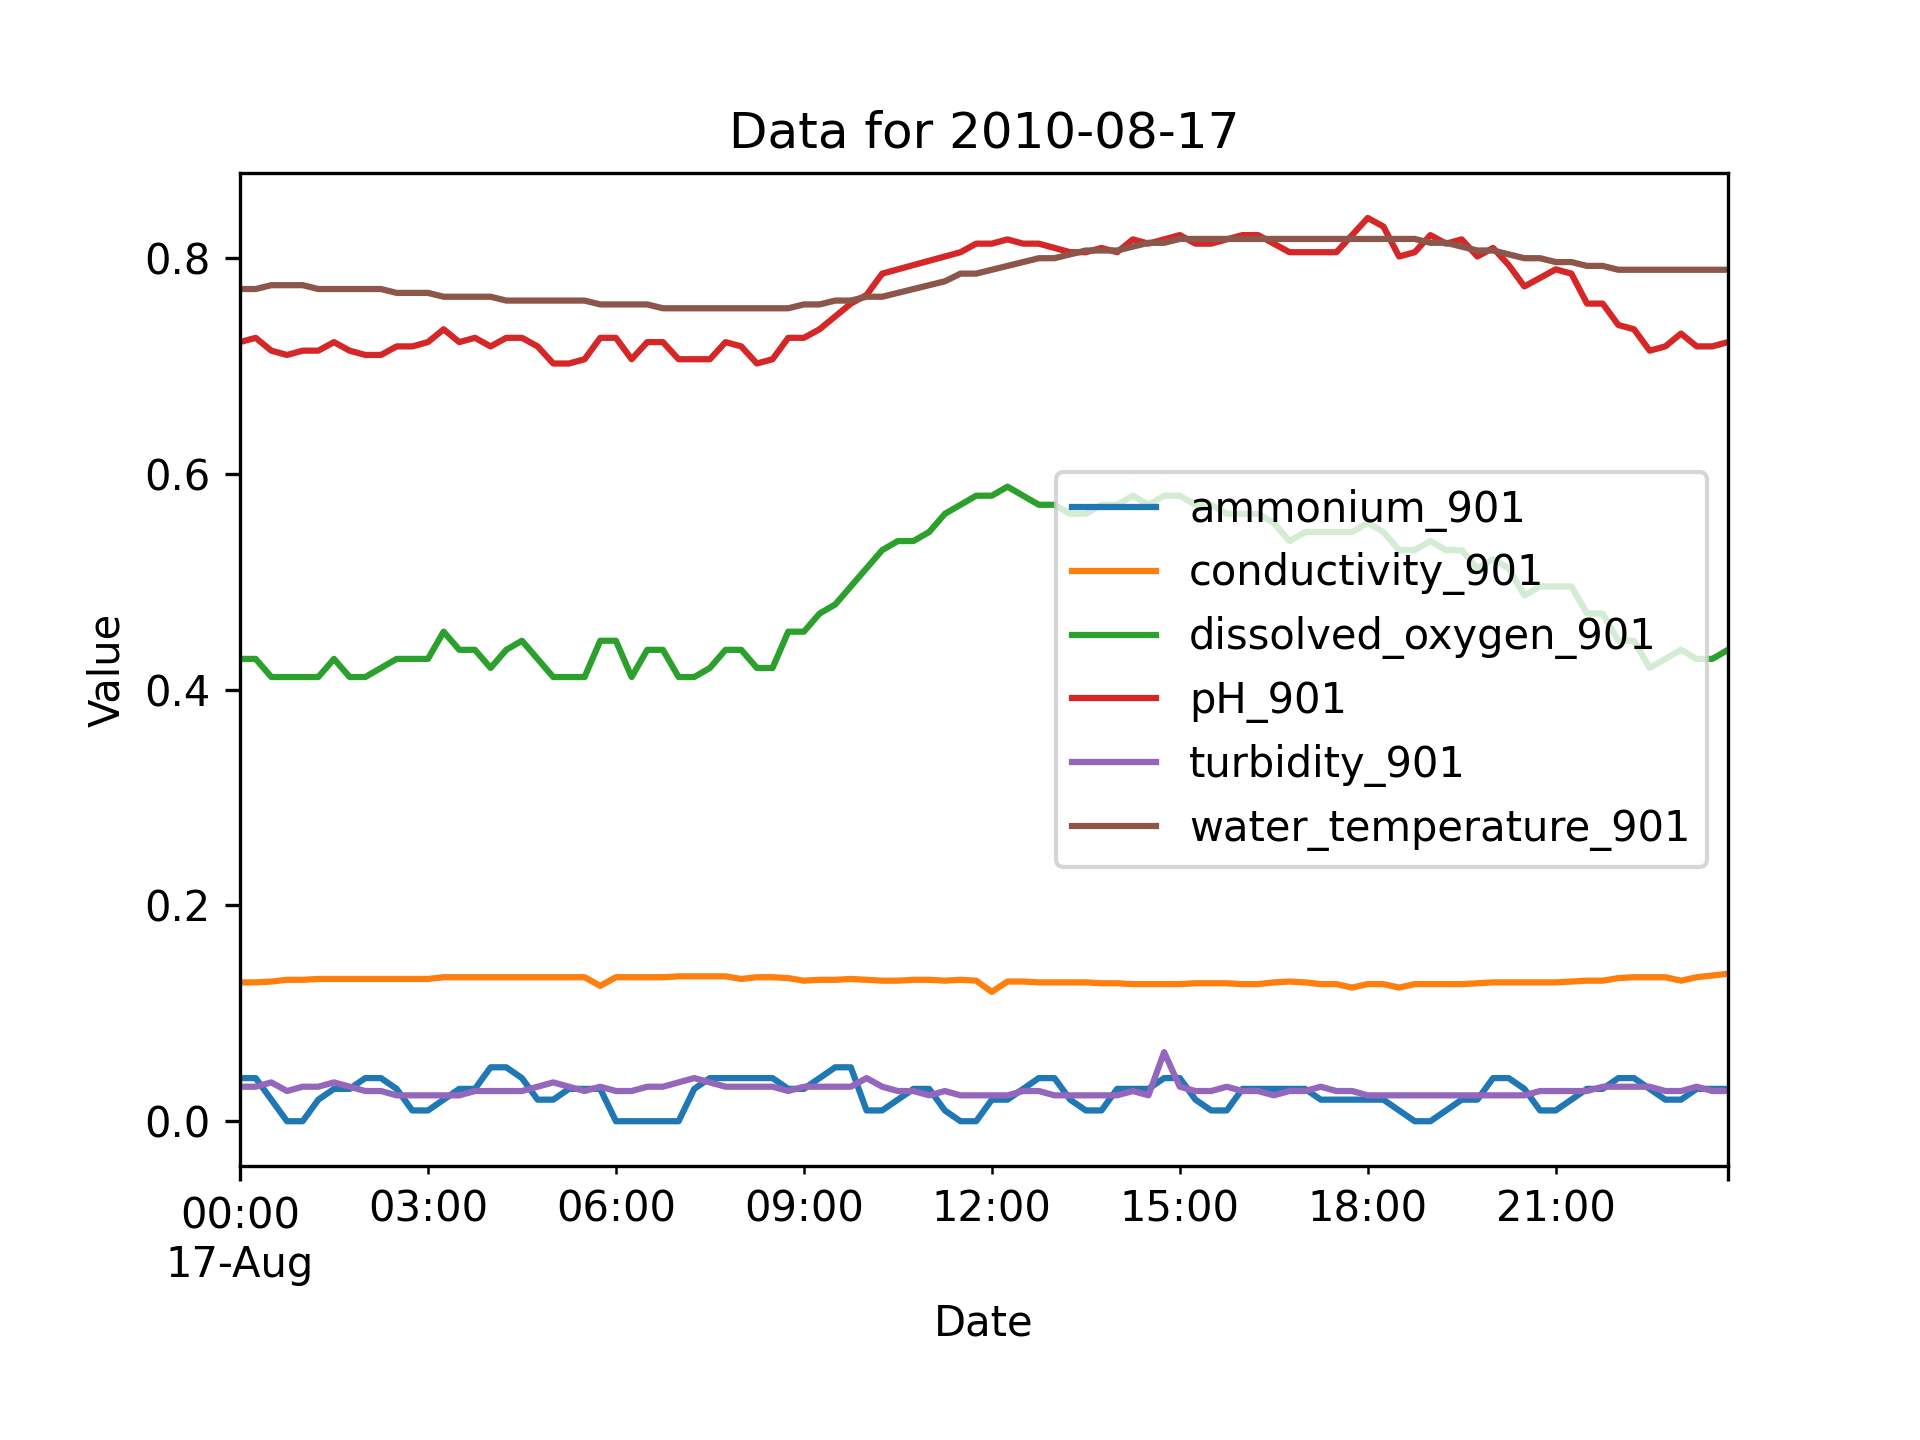 Data for 2010-08-17
Value
0.8
0.6
0.4
0.2
0.0
ammonium_901
conductivity_901
dissolved_oxygen_901
pH_901
turbidity_901
water_temperature_901
00:00 03:00 06:00 09:00 12:00 15:00 18:00 21:00
17-Aug
Date